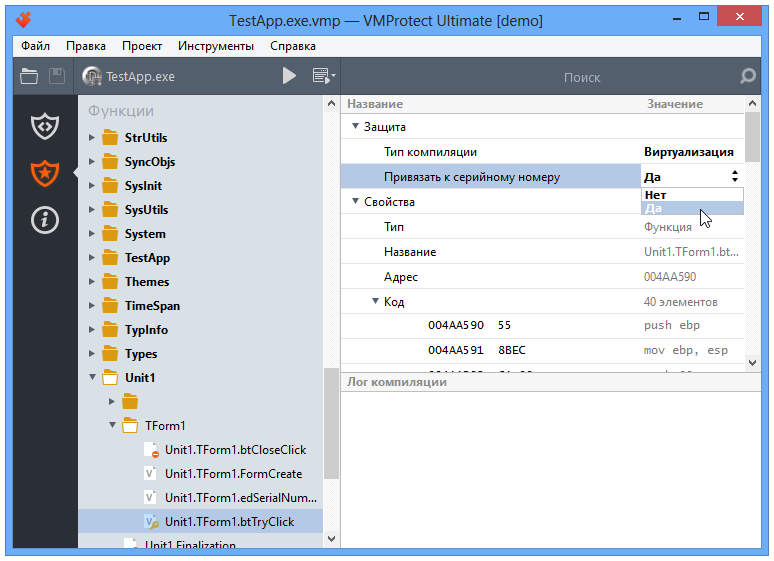 TestApp.exe.vmp — VMProtect Ultimate [demo]
Файл Правка Проект Инструменты Справка
TestApp.exe
Поиск
Функции
StrUtils
SyncObjs
SysInit
SysUtils
System
TestApp
Themes
TimeSpan
TypInfo
Types
Unit1
TForm1
Unit1.TForm1.btCloseClick
Unit1.TForm1.FormCreate
Unit1.TForm1.edSerialNum...
Unit1.TForm1.btTryClick
Unit1.Finalization
Название Значение
Защита
Тип компиляции Виртуализация
Привязать к серийному номеру Да
Нет
Да
Свойства
Тип Функция
Название Unit1.TForm1.bt...
Адрес 004AA590
Код 40 элементов
004AA590 55 push ebp
004AA591 8BEC mov ebp, esp
Лог компиляции